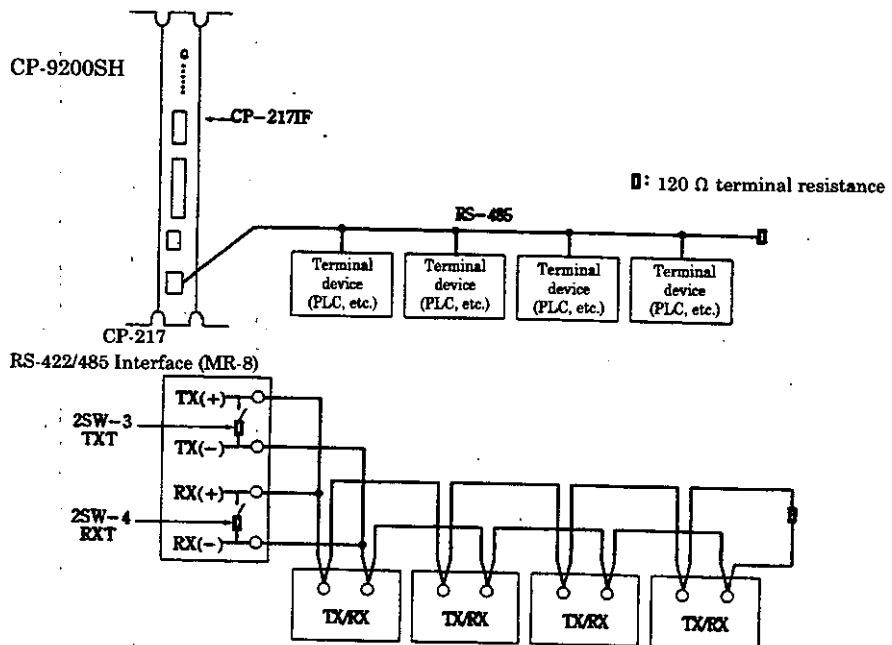 CP-9200SH
CP-217IF
▯: 120 Ω terminal resistance
RS-485
Terminal
device
(PLC, etc.)
Terminal
device
(PLC, etc.)
Terminal
device
(PLC, etc.)
Terminal
device
(PLC, etc.)
CP-217
RS-422/485 Interface (MR-8)
TX(+)
2SW-3
TXT
TX(-)
RX(+)
2SW-4
RXT
RX(-)
TX/RX
TX/RX
TX/RX
TX/RX